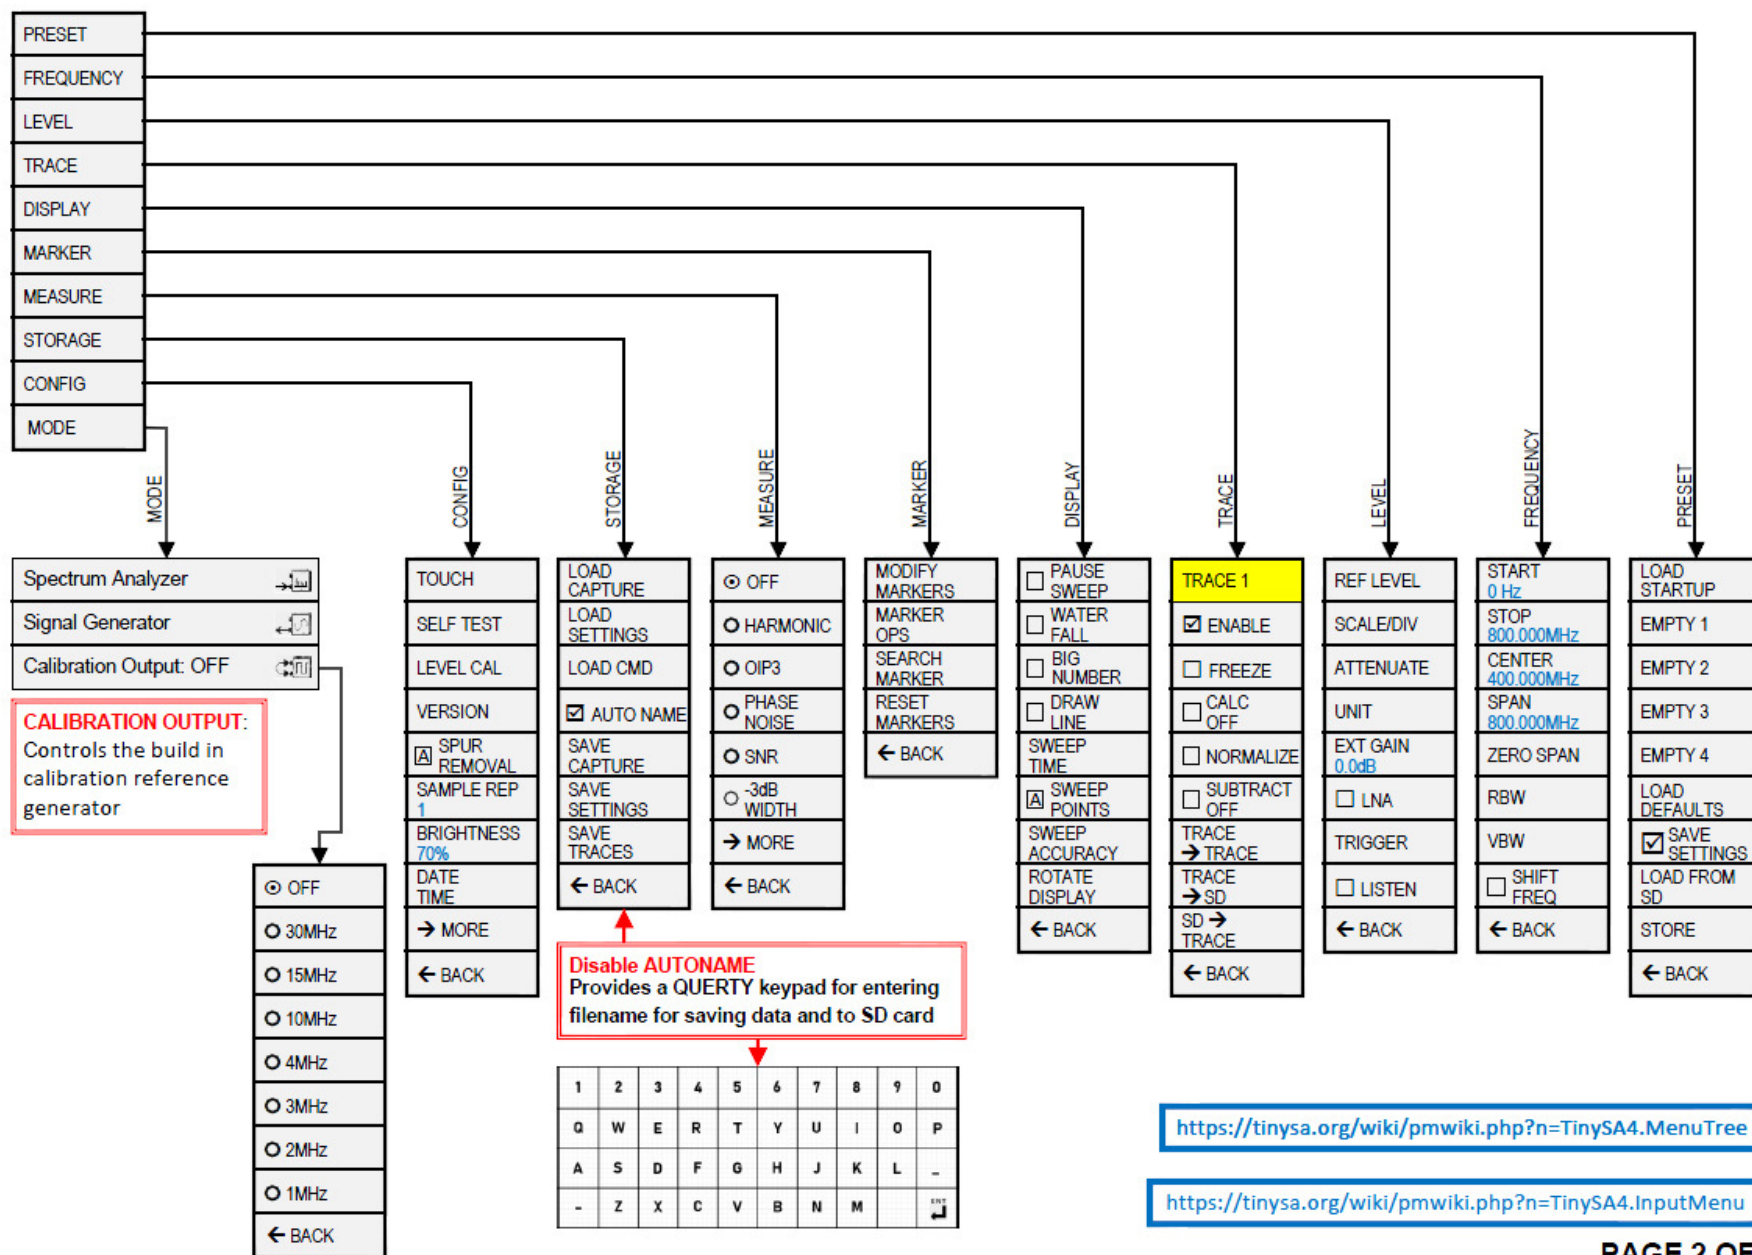 PRESET
FREQUENCY
LEVEL
TRACE
DISPLAY
MARKER
MEASURE
STORAGE
CONFIG
MODE
MODE
CONFIG
STORAGE
MEASURE
MARKER
DISPLAY
TRACE
LEVEL
FREQUENCY
PRESET
Spectrum Analyzer
Signal Generator
Calibration Output: OFF
CALIBRATION OUTPUT:
Controls the build in
calibration reference
generator
OFF
30MHz
15MHz
10MHz
4MHz
3MHz
2MHz
1MHz
← BACK
TOUCH
SELF TEST
LEVEL CAL
VERSION
A SPUR
REMOVAL
SAMPLE REP
1
BRIGHTNESS
70%
DATE
TIME
→ MORE
← BACK
LOAD
CAPTURE
LOAD
SETTINGS
LOAD CMD
☑ AUTO NAME
SAVE
CAPTURE
SAVE
SETTINGS
SAVE
TRACES
← BACK
Disable AUTONAME
Provides a QUERTY keypad for entering
filename for saving data and to SD card
1 2 3 4 5 6 7 8 9 0
Q W E R T Y U I O P
A S D F G H J K L _
- Z X C V B N M ENT
OFF
HARMONIC
OIP3
PHASE
NOISE
SNR
-3dB
WIDTH
→ MORE
← BACK
MODIFY
MARKERS
MARKER
OPS
SEARCH
MARKER
RESET
MARKERS
← BACK
PAUSE
SWEEP
WATER
FALL
BIG
NUMBER
DRAW
LINE
SWEEP
TIME
A SWEEP
POINTS
SWEEP
ACCURACY
ROTATE
DISPLAY
← BACK
TRACE 1
☑ ENABLE
FREEZE
CALC
OFF
NORMALIZE
SUBTRACT
OFF
TRACE
→ TRACE
TRACE
→ SD
SD →
TRACE
← BACK
REF LEVEL
SCALE/DIV
ATTENUATE
UNIT
EXT GAIN
0.0dB
LNA
TRIGGER
LISTEN
← BACK
START
0 Hz
STOP
800.000MHz
CENTER
400.000MHz
SPAN
800.000MHz
ZERO SPAN
RBW
VBW
SHIFT
FREQ
← BACK
LOAD
STARTUP
EMPTY 1
EMPTY 2
EMPTY 3
EMPTY 4
LOAD
DEFAULTS
☑ SAVE
SETTINGS
LOAD FROM
SD
STORE
← BACK
https://tinysa.org/wiki/pmwiki.php?n=TinySA4.MenuTree
https://tinysa.org/wiki/pmwiki.php?n=TinySA4.InputMenu
PAGE 2 OF